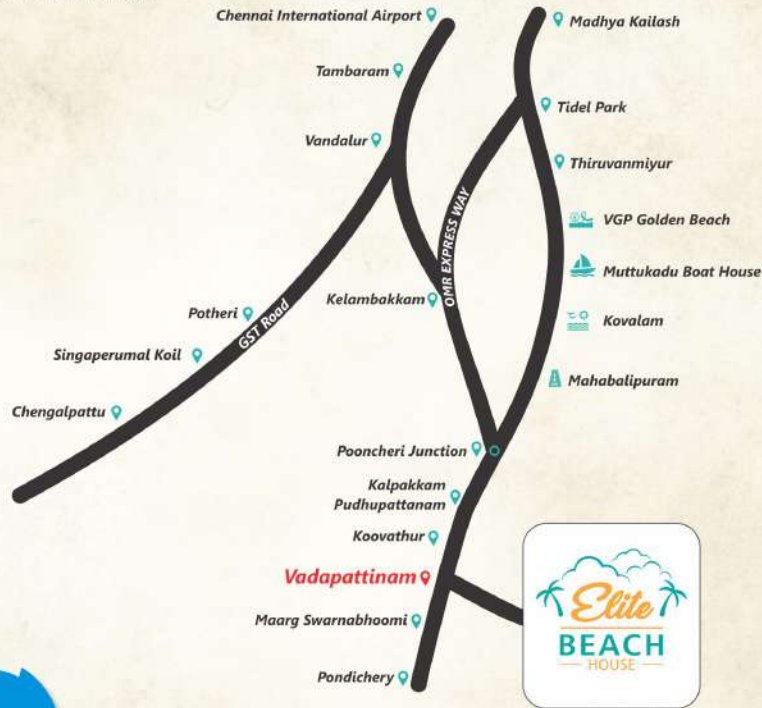 Chennai International Airport
Madhya Kailash
Tambaram
Tidel Park
Vandalur
Thiruvanmiyur
VGP Golden Beach
OMR EXPRESS WAY
Muttukadu Boat House
Kelambakkam
Potheri
GST Road
Kovalam
Singaperumal Koil
Mahabalipuram
Chengalpattu
Pooncheri Junction
Kalpakkam
Pudhupattanam
Koovathur
Vadapattinam
Elite
BEACH
HOUSE
Maarg Swarnabhoomi
Pondichery